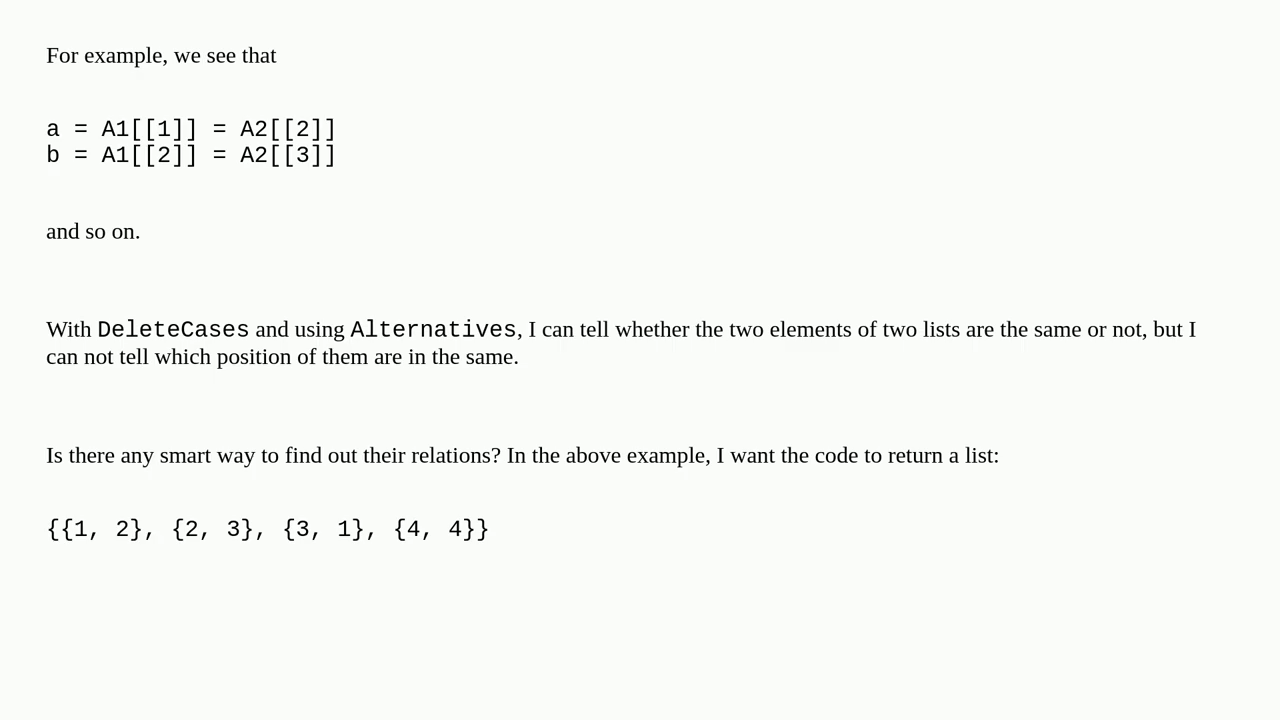 For example, we see that
a = A1[[1]] = A2[[2]]
b = A1[[2]] = A2[[3]]
and so on.
With DeleteCases and using Alternatives, I can tell whether the two elements of two lists are the same or not, but I
can not tell which position of them are in the same.
Is there any smart way to find out their relations? In the above example, I want the code to return a list:
{{1, 2}, {2, 3}, {3, 1}, {4, 4}}